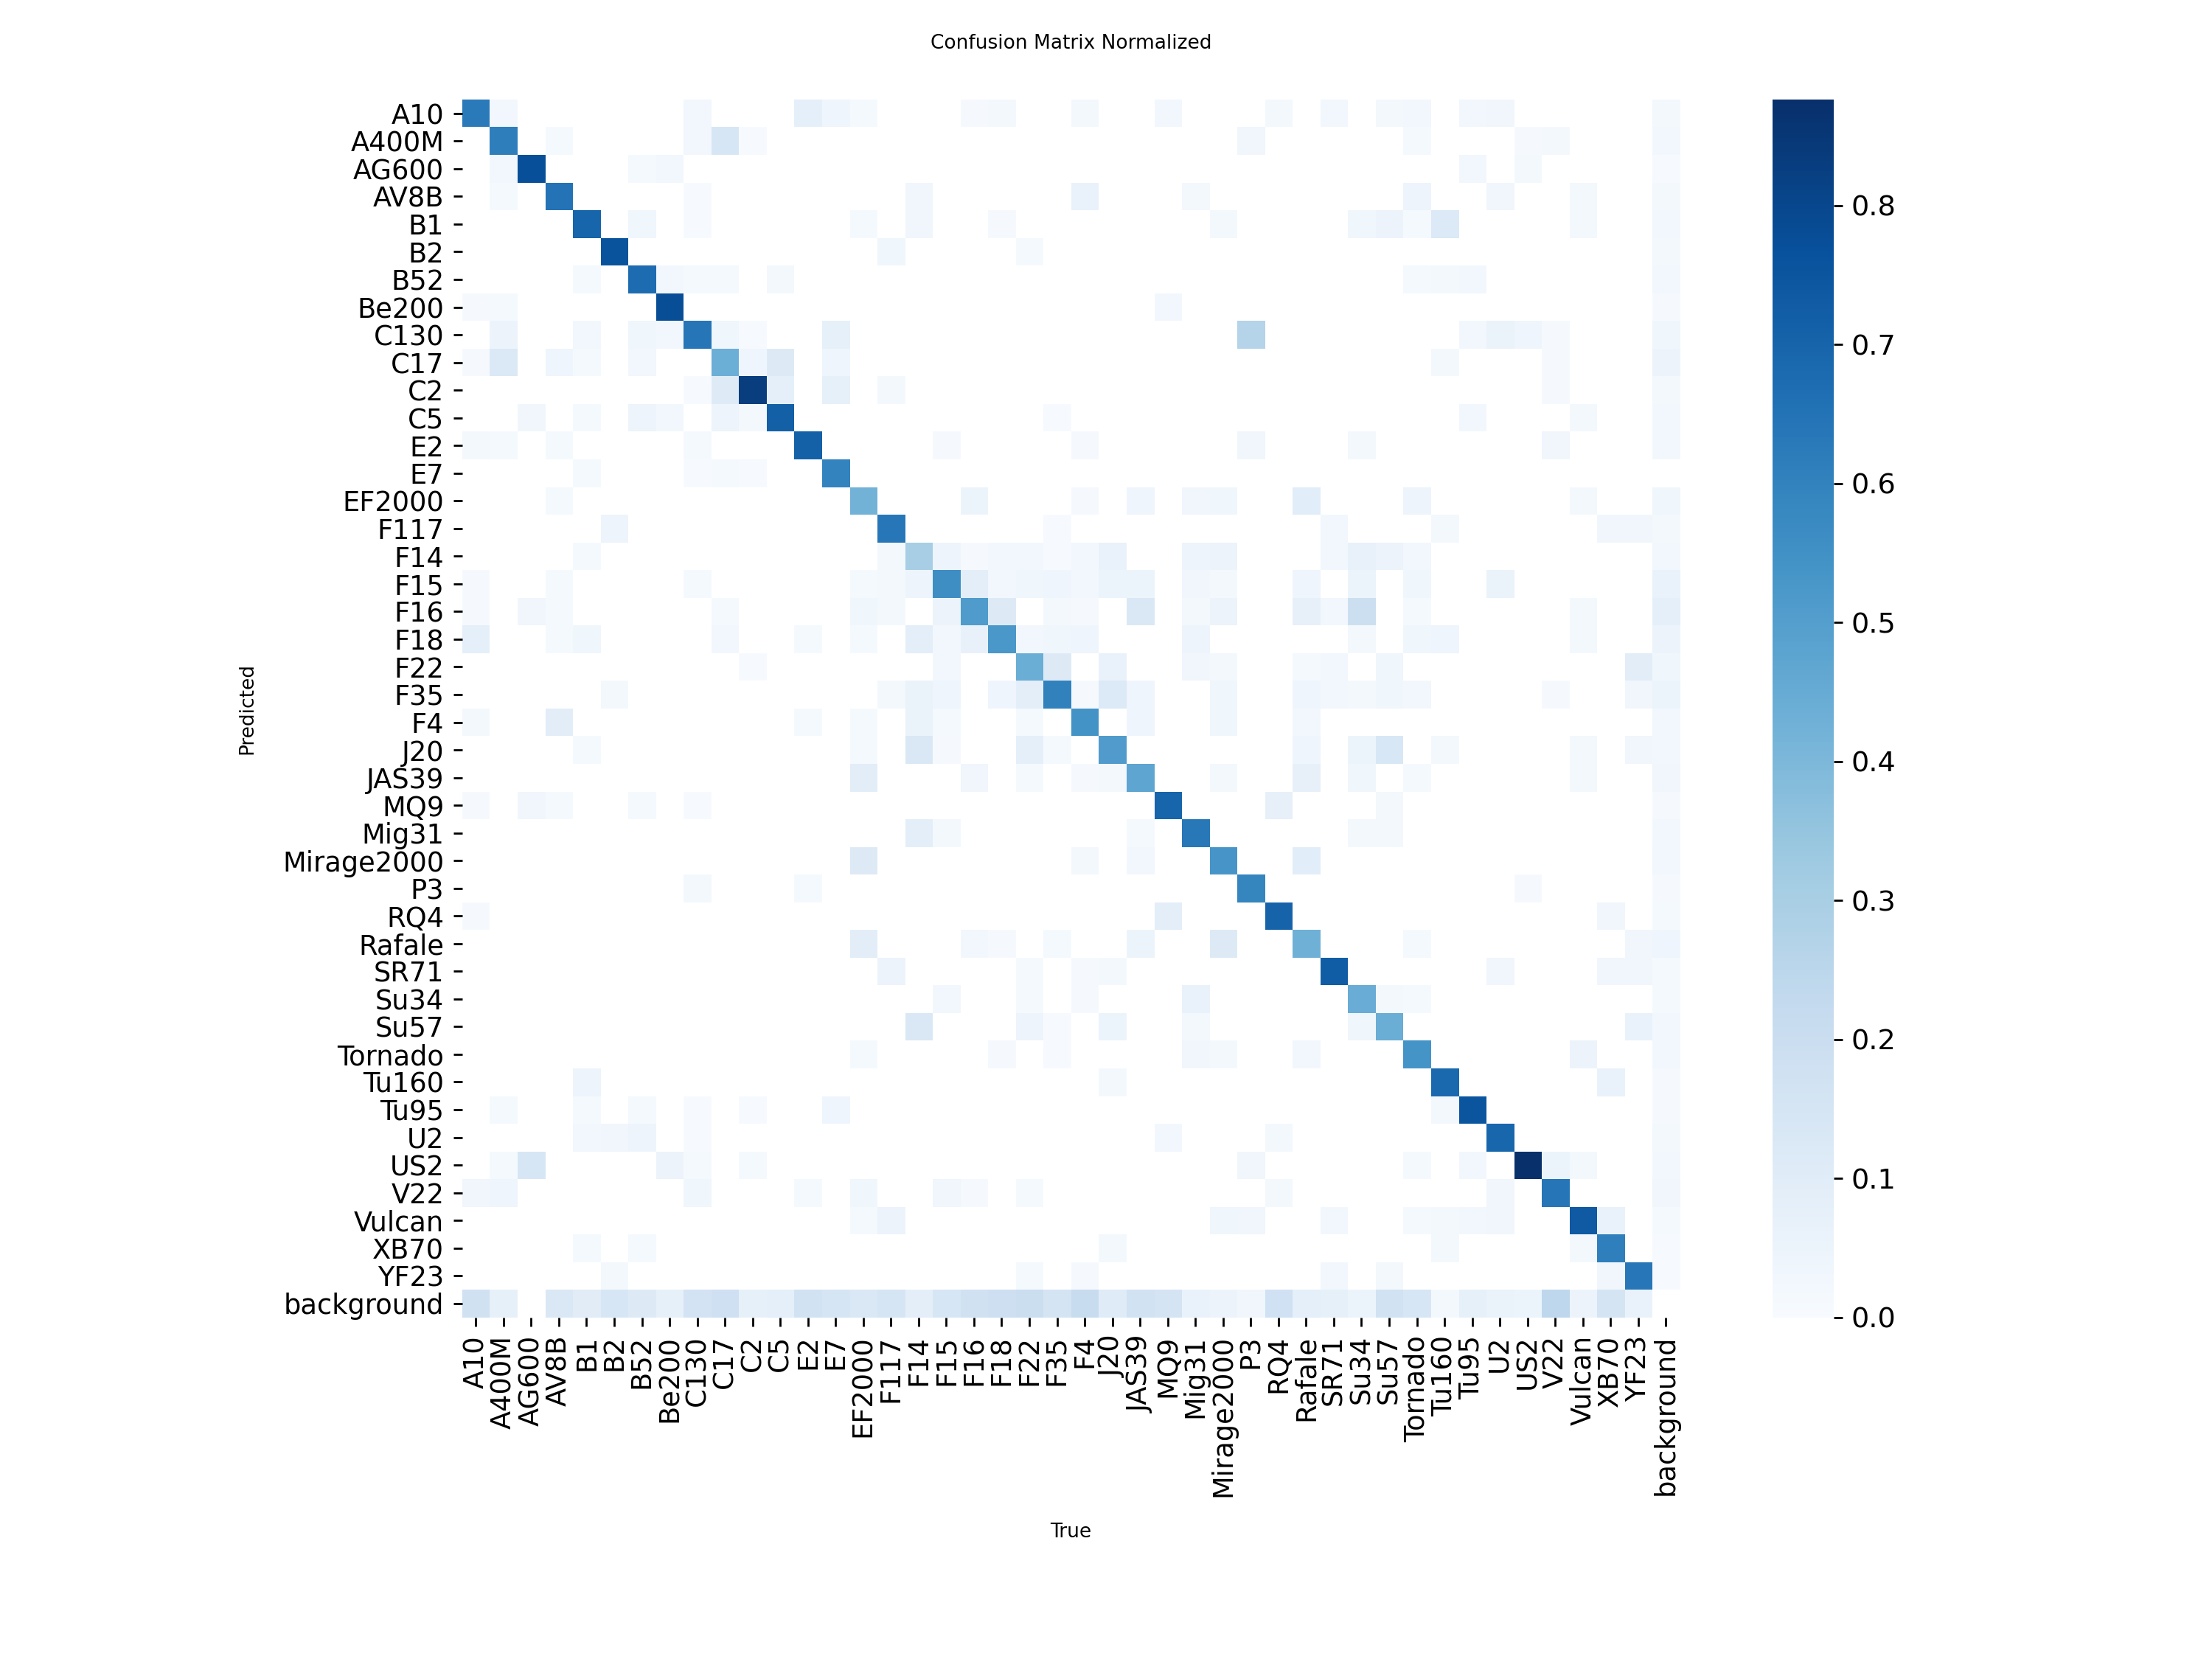 Confusion Matrix Normalized
Predicted
A10
A400M
AG600
AV8B
B1
B2
B52
Be200
C130
C17
C2
C5
E2
E7
EF2000
F117
F14
F15
F16
F18
F22
F35
F4
J20
JAS39
MQ9
Mig31
Mirage2000
P3
RQ4
Rafale
SR71
Su34
Su57
Tornado
Tu160
Tu95
U2
US2
V22
Vulcan
XB70
YF23
background
A10
A400M
AG600
AV8B
B1
B2
B52
Be200
C130
C17
C2
C5
E2
E7
EF2000
F117
F14
F15
F16
F18
F22
F35
F4
J20
JAS39
MQ9
Mig31
Mirage2000
P3
RQ4
Rafale
SR71
Su34
Su57
Tornado
Tu160
Tu95
U2
US2
V22
Vulcan
XB70
YF23
background
True
0.8
0.7
0.6
0.5
0.4
0.3
0.2
0.1
0.0